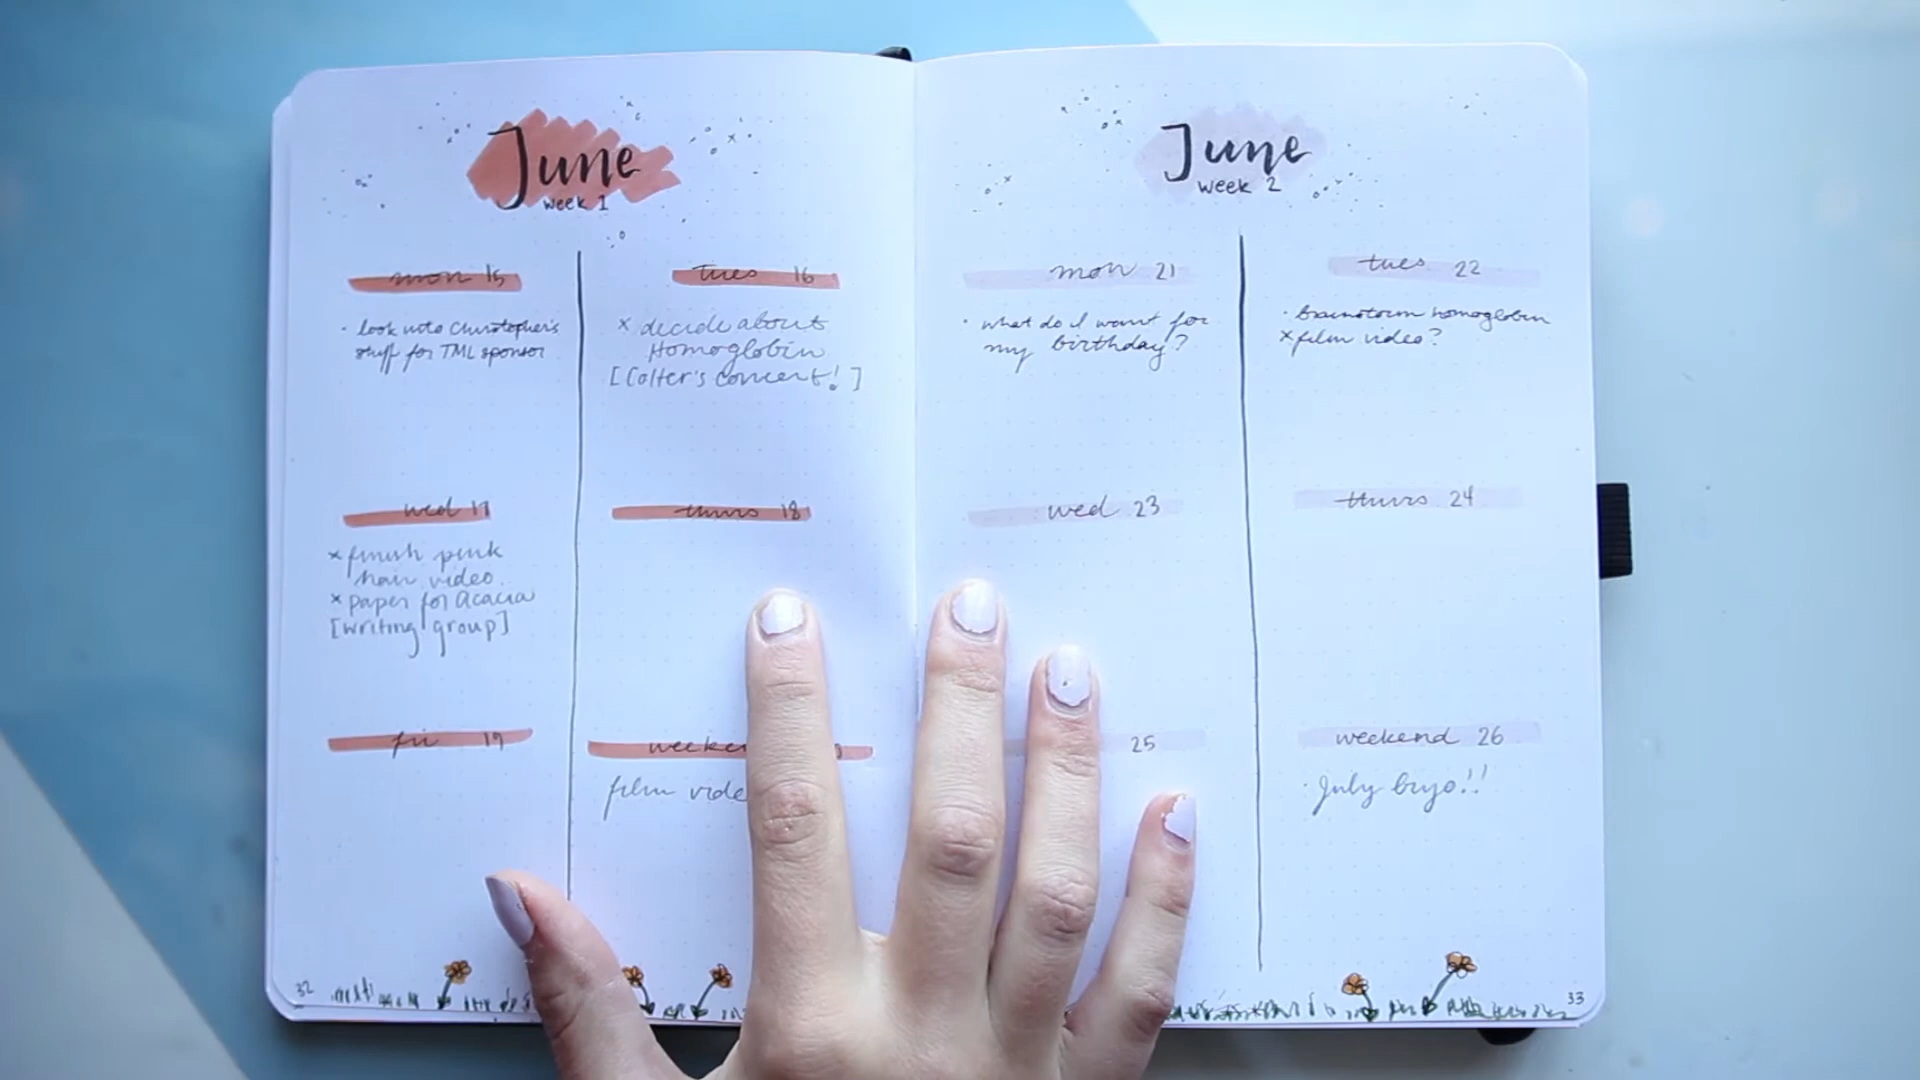 June
week 1
mon 15
· look into Christopher's
stuff for TML sponsor
tues 16
x decide about
Homoglobin
[Colter's concert!]
wed 17
x finish pink
hair video
x paper for Acacia
[writing group]
thurs 18
fri 19
film
32
June
week 2
mon 21
· what do I want for
my birthday?
tues 22
· brainstorm homoglobin
x film video?
wed 23
thurs 24
25
weekend 26
· July bujo!!
33